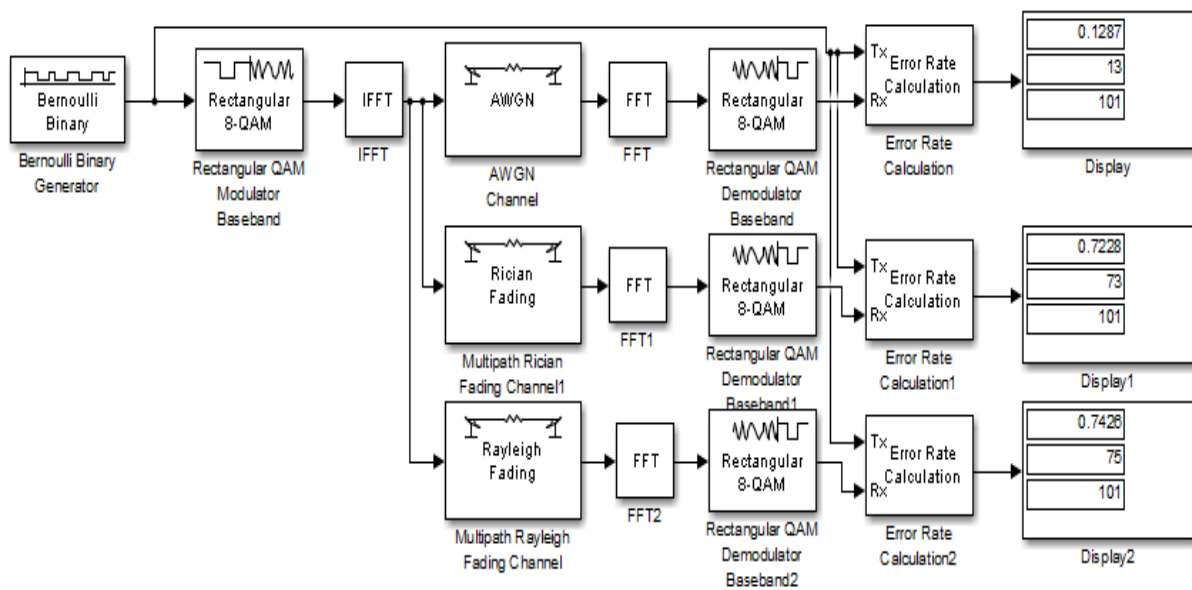 Bernoulli
Binary
Bernoulli Binary
Generator
Rectangular
8-QAM
Rectangular QAM
Modulator
Baseband
IFFT
IFFT
AWGN
AWGN
Channel
FFT
FFT
Rectangular
8-QAM
Rectangular QAM
Demodulator
Baseband
Tx
Rx
Error Rate
Calculation
Error Rate
Calculation
0.1287
13
101
Display
Rician
Fading
Multipath Rician
Fading Channel1
FFT
FFT1
Rectangular
8-QAM
Rectangular QAM
Demodulator
Baseband1
Tx
Rx
Error Rate
Calculation
Error Rate
Calculation1
0.7228
73
101
Display1
Rayleigh
Fading
Multipath Rayleigh
Fading Channel
FFT
FFT2
Rectangular
8-QAM
Rectangular QAM
Demodulator
Baseband2
Tx
Rx
Error Rate
Calculation
Error Rate
Calculation2
0.7426
75
101
Display2